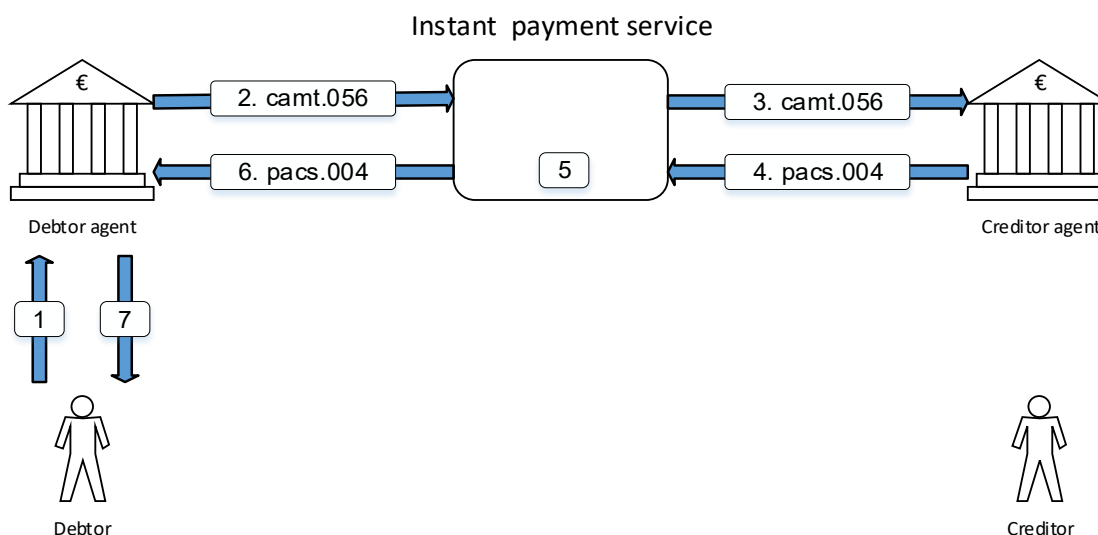 Instant payment service
€
2. camt.056
3. camt.056
€
6. pacs.004
5
4. pacs.004
Debtor agent
Creditor agent
1
7
Debtor
Creditor